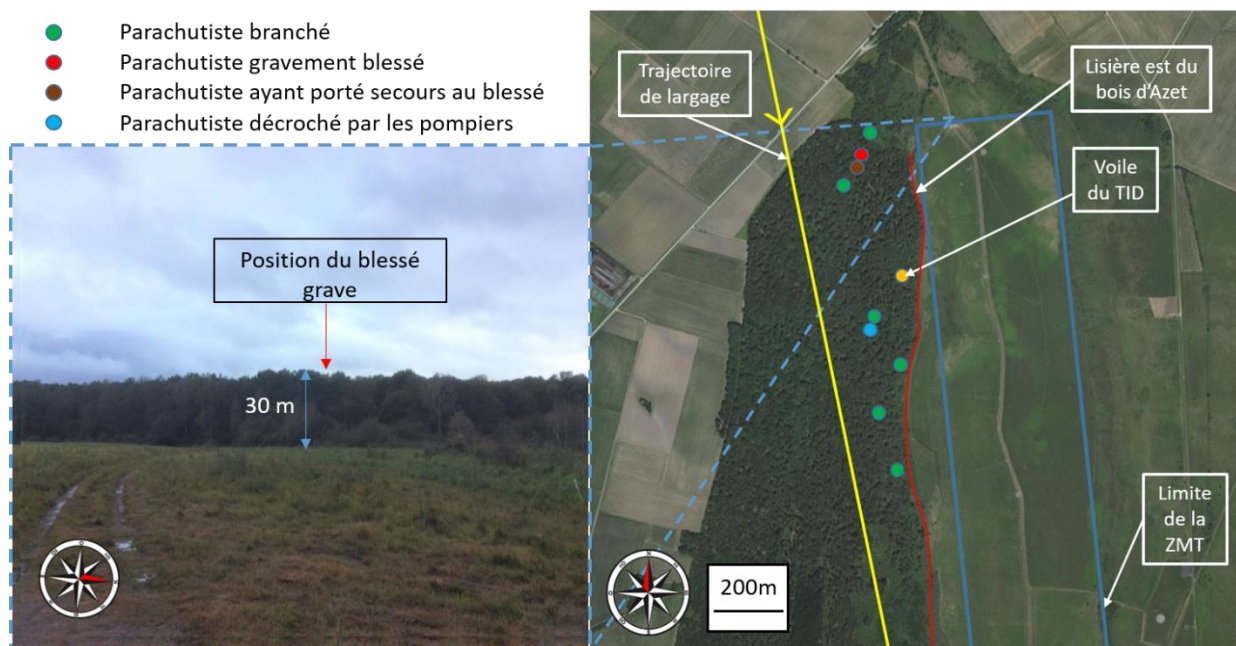 Parachutiste branché
Parachutiste gravement blessé
Parachutiste ayant porté secours au blessé
Parachutiste décroché par les pompiers
Position du blessé
grave
30 m
Trajectoire
de largage
Lisière est du
bois d'Azet
Voile
du TID
Limite
de la
ZMT
200m